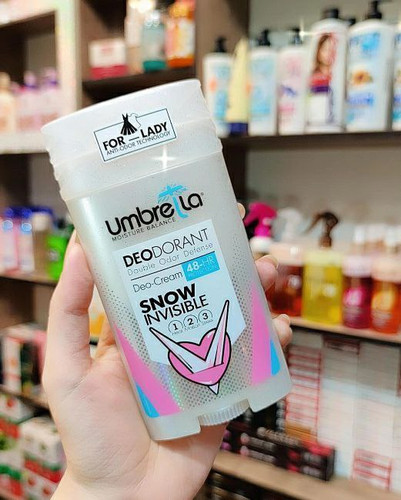 FOR LADY
ANTI-ODOR TECHNOLOGY
umbrella
MOISTURE BALANCE
DEODORANT
Double Odor Defense
Deo-Cream 48-HR
SNOW
INVISIBLE
1 2 3